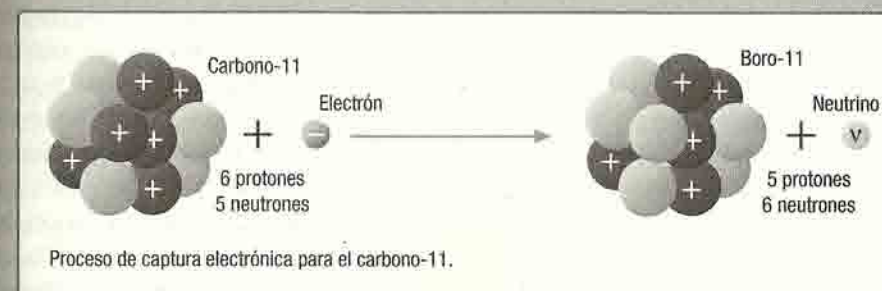 Carbono-11
+
Electrón
−
6 protones
5 neutrones
Boro-11
+
Neutrino
ν
5 protones
6 neutrones
Proceso de captura electrónica para el carbono-11.